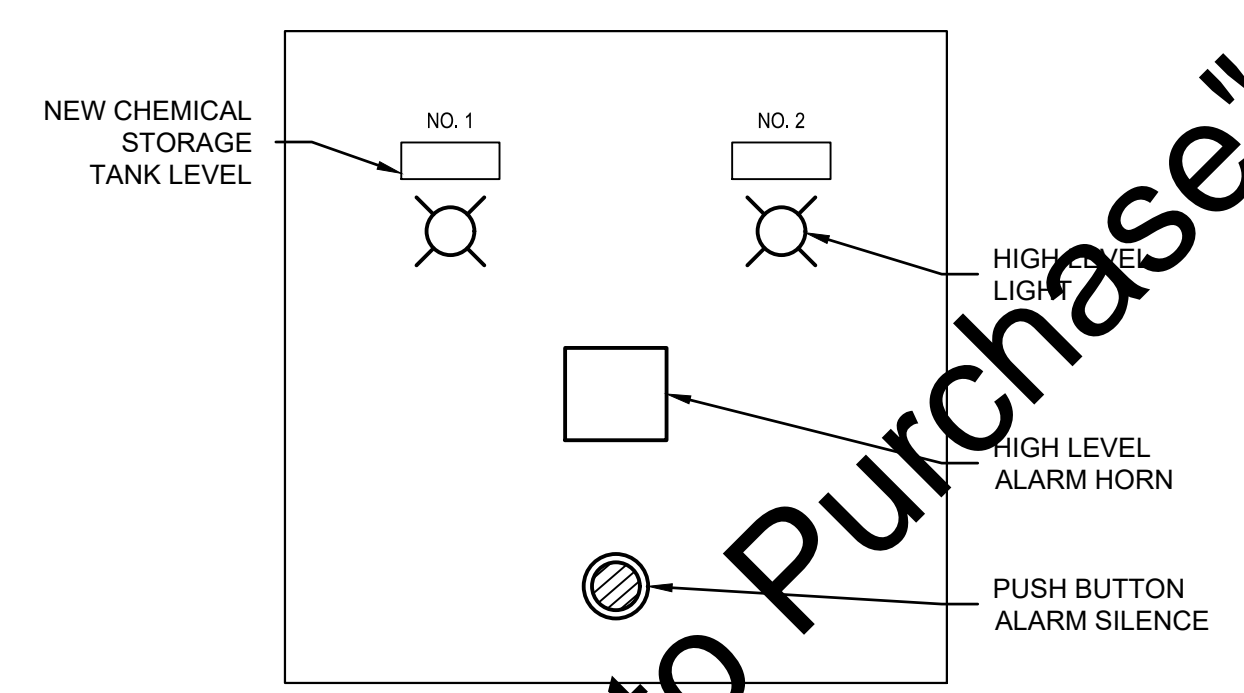 NEW CHEMICAL
STORAGE
TANK LEVEL
NO. 1
NO. 2
HIGH LEVEL
LIGHT
HIGH LEVEL
ALARM HORN
PUSH BUTTON
ALARM SILENCE
to Purchase"